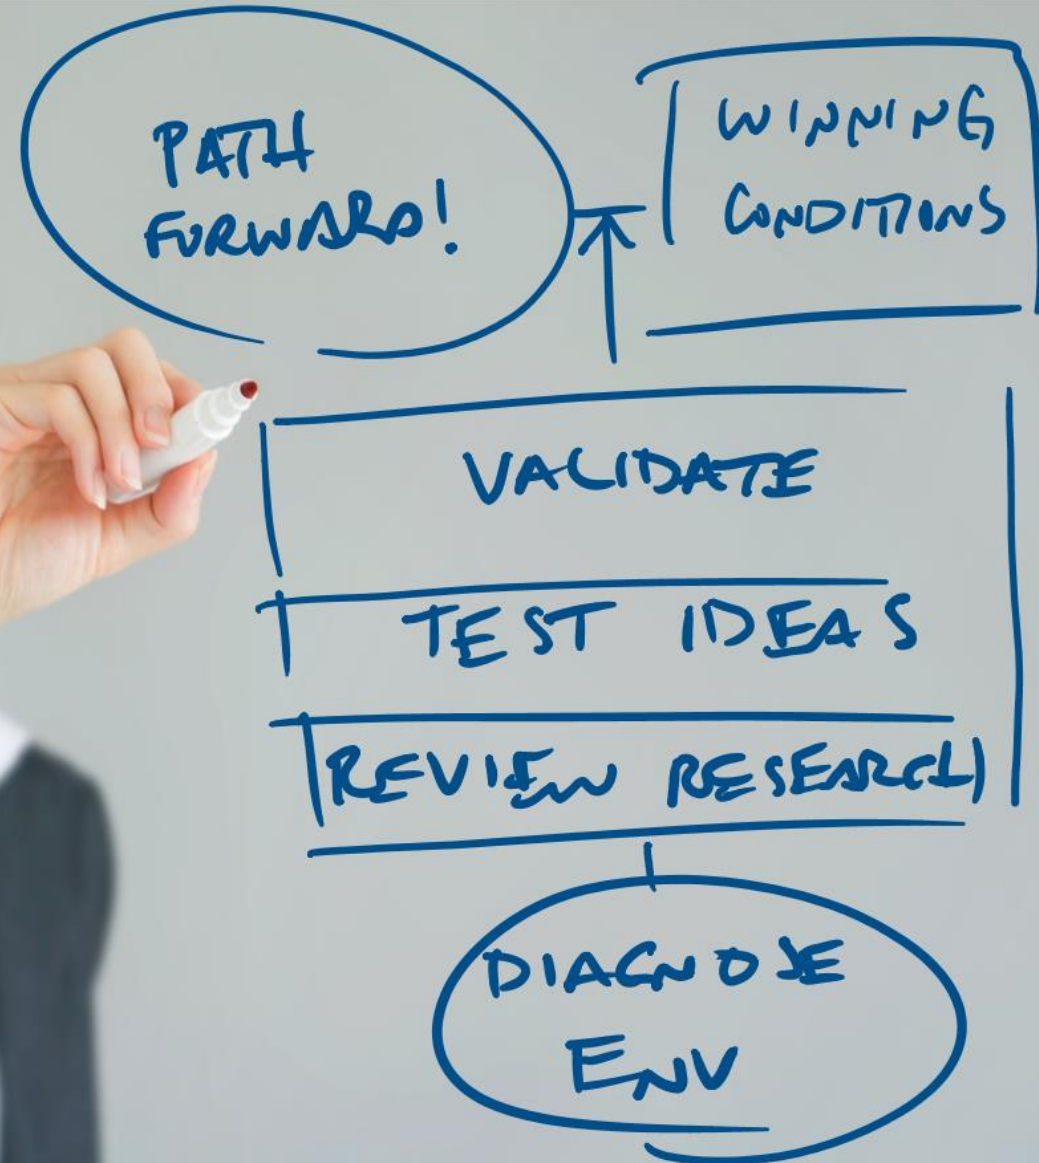 PATH
FORWARD!
WINNING
CONDITIONS
VALIDATE
TEST IDEAS
REVIEW RESEARCH
DIAGNOSE
ENV